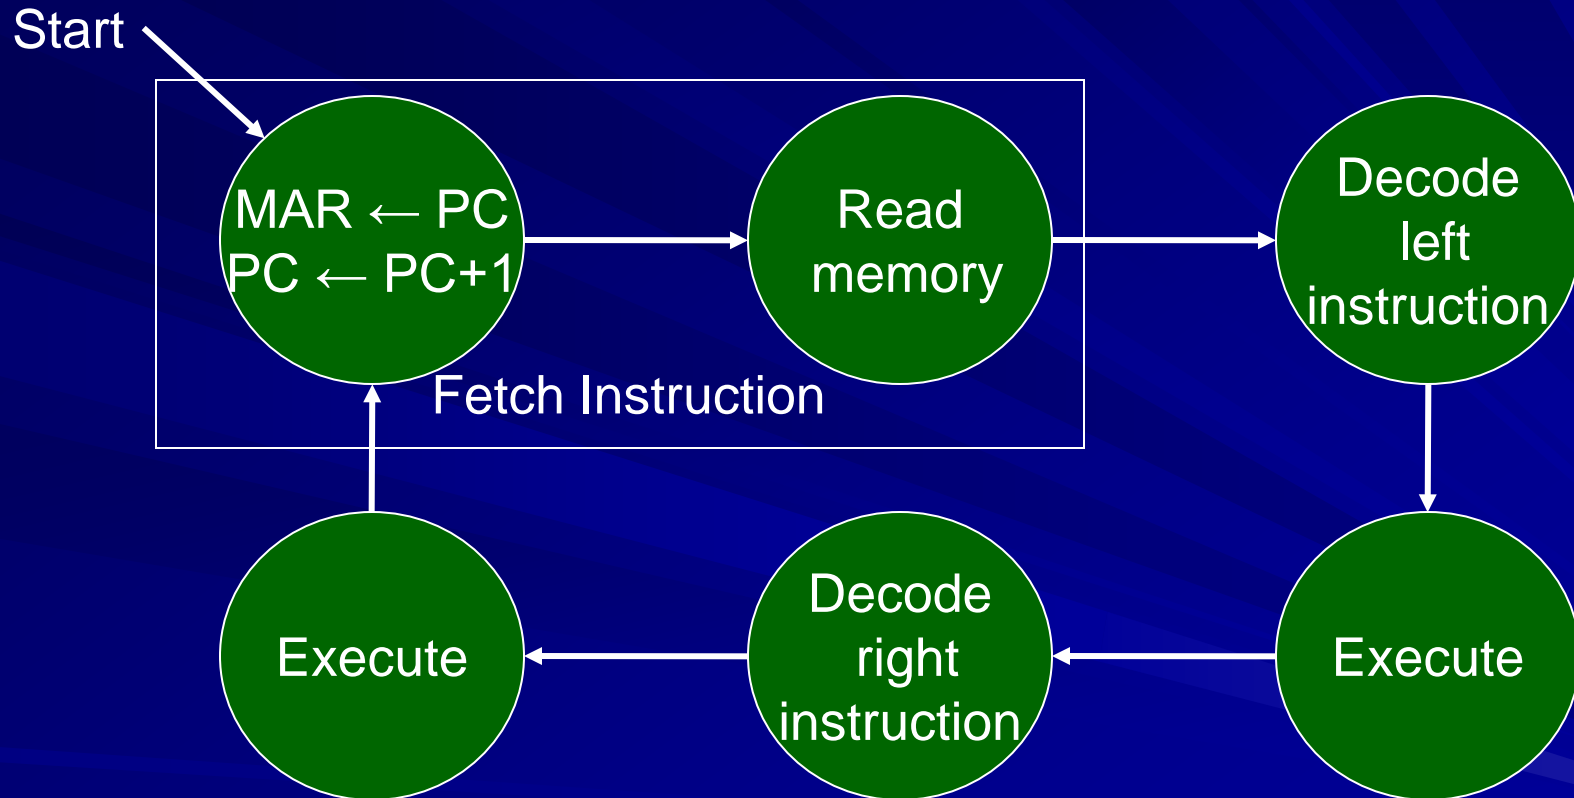 Start
MAR ← PC
PC ← PC+1
Read
memory
Decode
left
instruction
Fetch Instruction
Execute
Decode
right
instruction
Execute